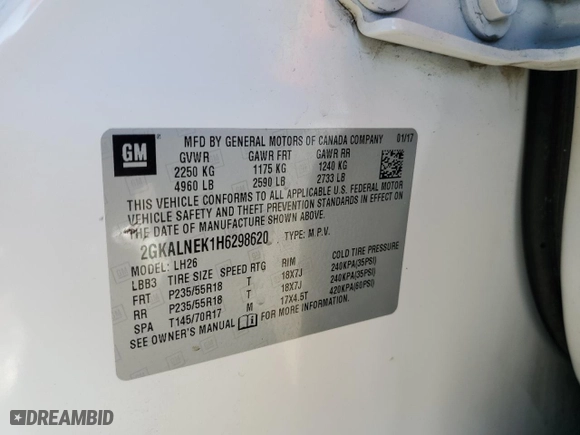 GM
MFD BY GENERAL MOTORS OF CANADA COMPANY 01/17
GVWR GAWR FRT GAWR RR
2250 KG 1175 KG 1240 KG
4960 LB 2590 LB 2733 LB
THIS VEHICLE CONFORMS TO ALL APPLICABLE U.S. FEDERAL MOTOR
VEHICLE SAFETY AND THEFT PREVENTION STANDARDS IN EFFECT ON
THE DATE OF MANUFACTURE SHOWN ABOVE.
2GKALNEK1H6298620 TYPE: M.P.V.
MODEL: LH26
LBB3 TIRE SIZE SPEED RTG RIM COLD TIRE PRESSURE
FRT P235/55R18 T 18X7J 240KPA(35PSI)
RR P235/55R18 T 18X7J 240KPA(35PSI)
SPA T145/70R17 M 17X4.5T 420KPA(60PSI)
SEE OWNER'S MANUAL
DREAMBID